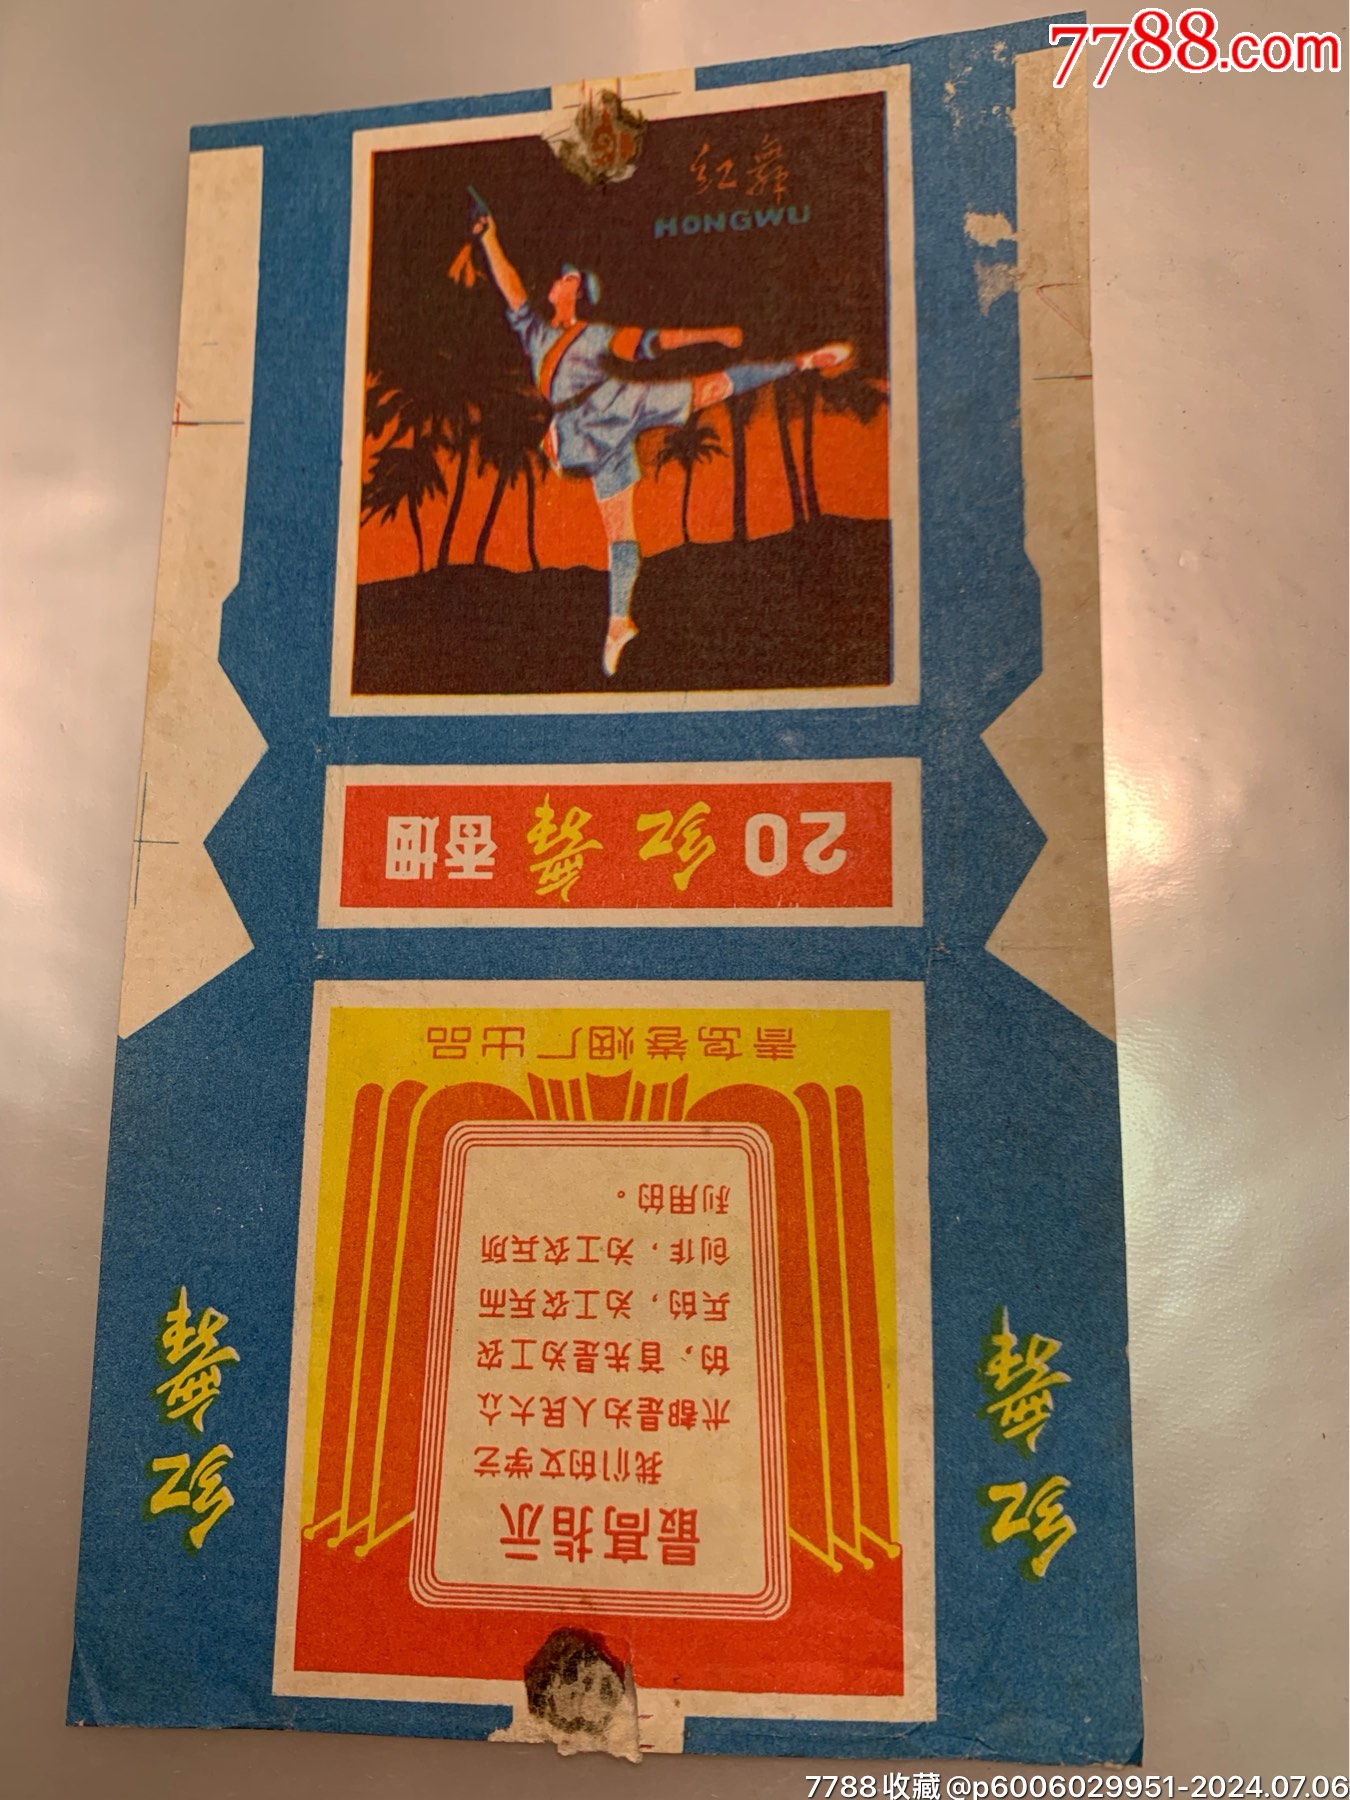 7788.com
红舞
HONGWU
20 红舞 香烟
青岛卷烟厂出品
最高指示
我们的文学艺
术都是为人民大众
的，首先是为工农
兵的，为工农兵而
创作，为工农兵所
利用的。
红舞
红舞
7788收藏@p6006029951-2024.07.06